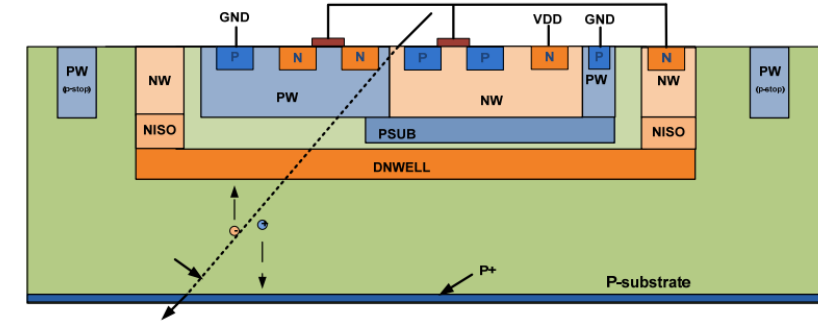 GND
VDD
GND
P
N
N
P
P
N
P
N
PW
(p-stop)
NW
PW
NW
PW
NW
PW
(p-stop)
NISO
PSUB
NISO
DNWELL
P+
P-substrate